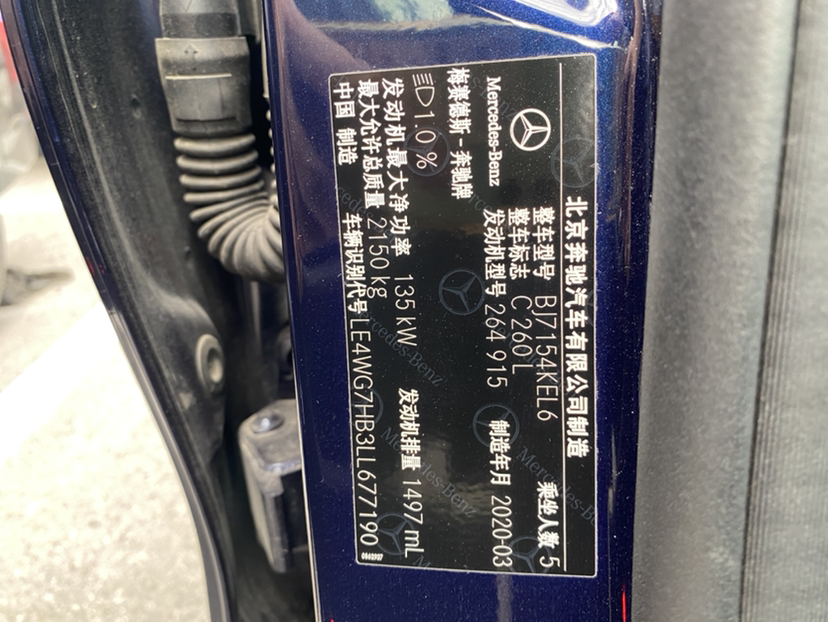 北京奔驰汽车有限公司制造
Mercedes-Benz
梅赛德斯-奔驰牌
整车型号 BJ7154KEL6 乘坐人数 5
整车标志 C 260 L
发动机型号 264 915 制造年月 2020-03
1.0 %
发动机最大净功率 135 kW 发动机排量 1497 mL
最大允许总质量 2150 kg
中国 制造 车辆识别代号 LE4WG7HB3LL677190